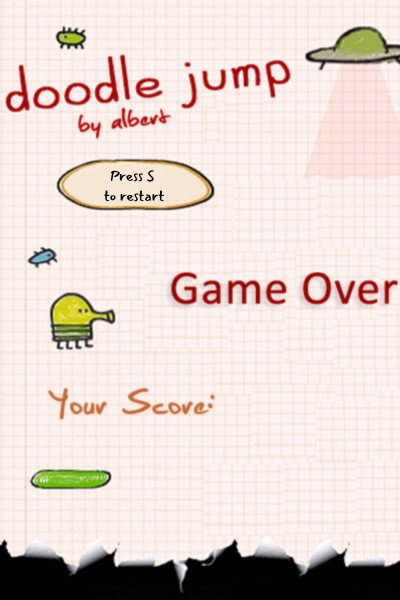 doodle jump
by albert
Press S
to restart
Game Over
Your Score: